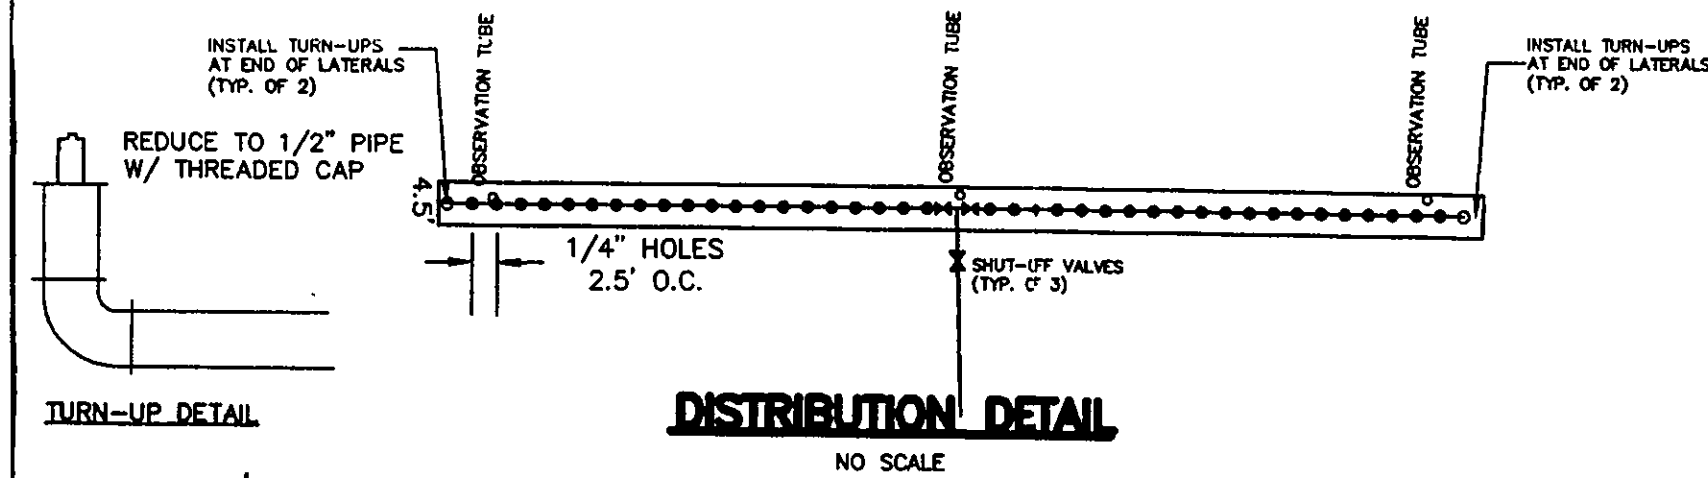 INSTALL TURN-UPS
AT END OF LATERALS
(TYP. OF 2)
OBSERVATION TUBE
OBSERVATION TUBE
OBSERVATION TUBE
INSTALL TURN-UPS
AT END OF LATERALS
(TYP. OF 2)
REDUCE TO 1/2" PIPE
W/ THREADED CAP
4.5'
1/4" HOLES
2.5' O.C.
SHUT-OFF VALVES
(TYP. OF 3)
TURN-UP DETAIL
DISTRIBUTION DETAIL
NO SCALE